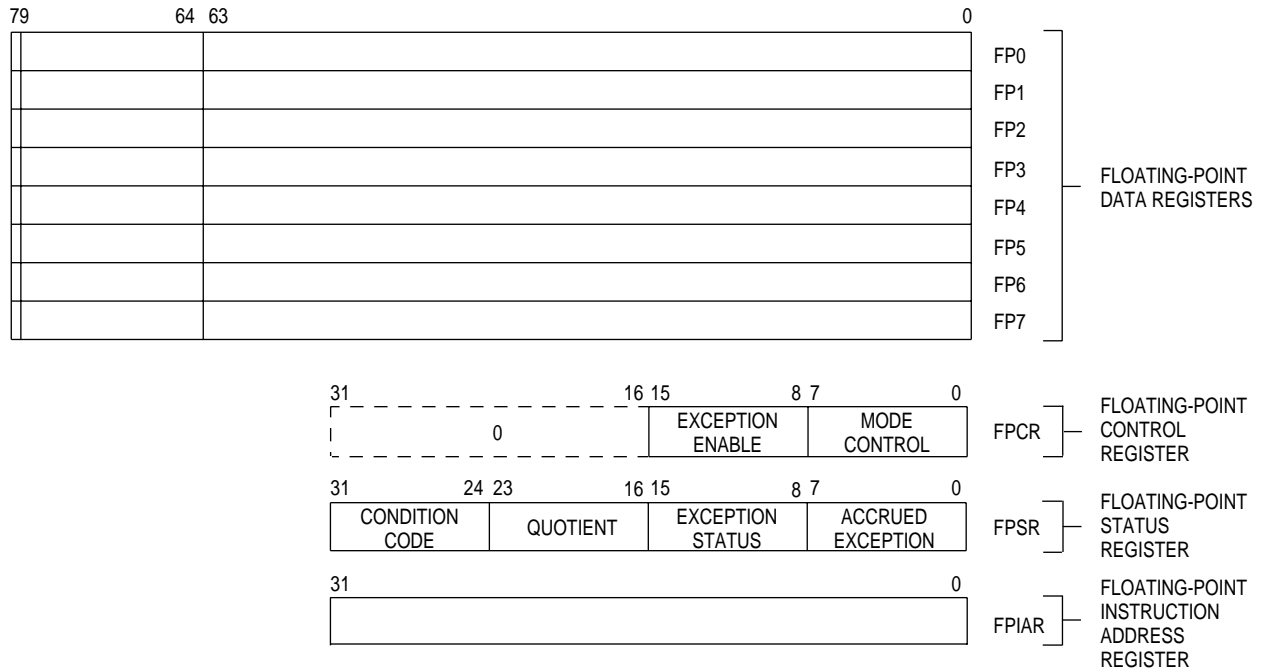 79 64 63 0
FP0
FP1
FP2
FP3
FP4
FP5
FP6
FP7
FLOATING-POINT
DATA REGISTERS
31 16 15 8 7 0
0
EXCEPTION
ENABLE
MODE
CONTROL
FPCR
FLOATING-POINT
CONTROL
REGISTER
31 24 23 16 15 8 7 0
CONDITION
CODE
QUOTIENT
EXCEPTION
STATUS
ACCRUED
EXCEPTION
FPSR
FLOATING-POINT
STATUS
REGISTER
31 0
FPIAR
FLOATING-POINT
INSTRUCTION
ADDRESS
REGISTER